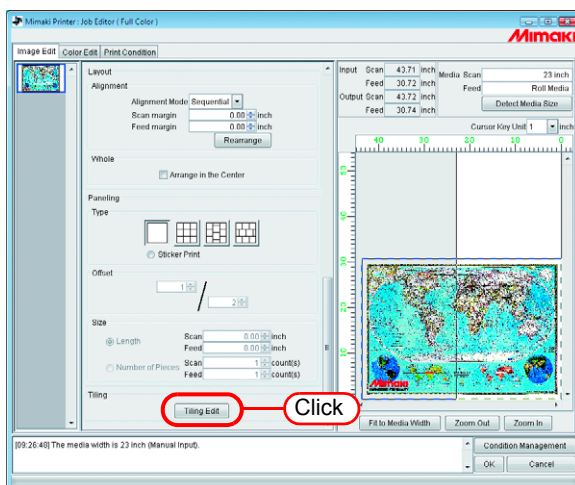 Mimaki Printer : Job Editor ( Full Color )
Mimaki
Image Edit Color Edit Print Condition
Layout
Alignment
Alignment Mode Sequential
Scan margin 0.00 inch
Feed margin 0.00 inch
Rearrange
Whole
Arrange in the Center
Paneling
Type
Sticker Print
Offset
1 / 2
Size
Length Scan 0.00 inch
Feed 0.00 inch
Number of Pieces Scan 1 count(s)
Feed 1 count(s)
Tiling
Tiling Edit
Click
Input Scan 43.71 inch
Feed 30.72 inch
Output Scan 43.72 inch
Feed 30.74 inch
Media Scan 23 inch
Feed Roll Media
Detect Media Size
Cursor Key Unit 1 inch
40 30 20 10 0
50
40
30
20
10
Mimaki
Fit to Media Width Zoom Out Zoom In
[09:26:48] The media width is 23 inch (Manual Input).
Condition Management
OK Cancel